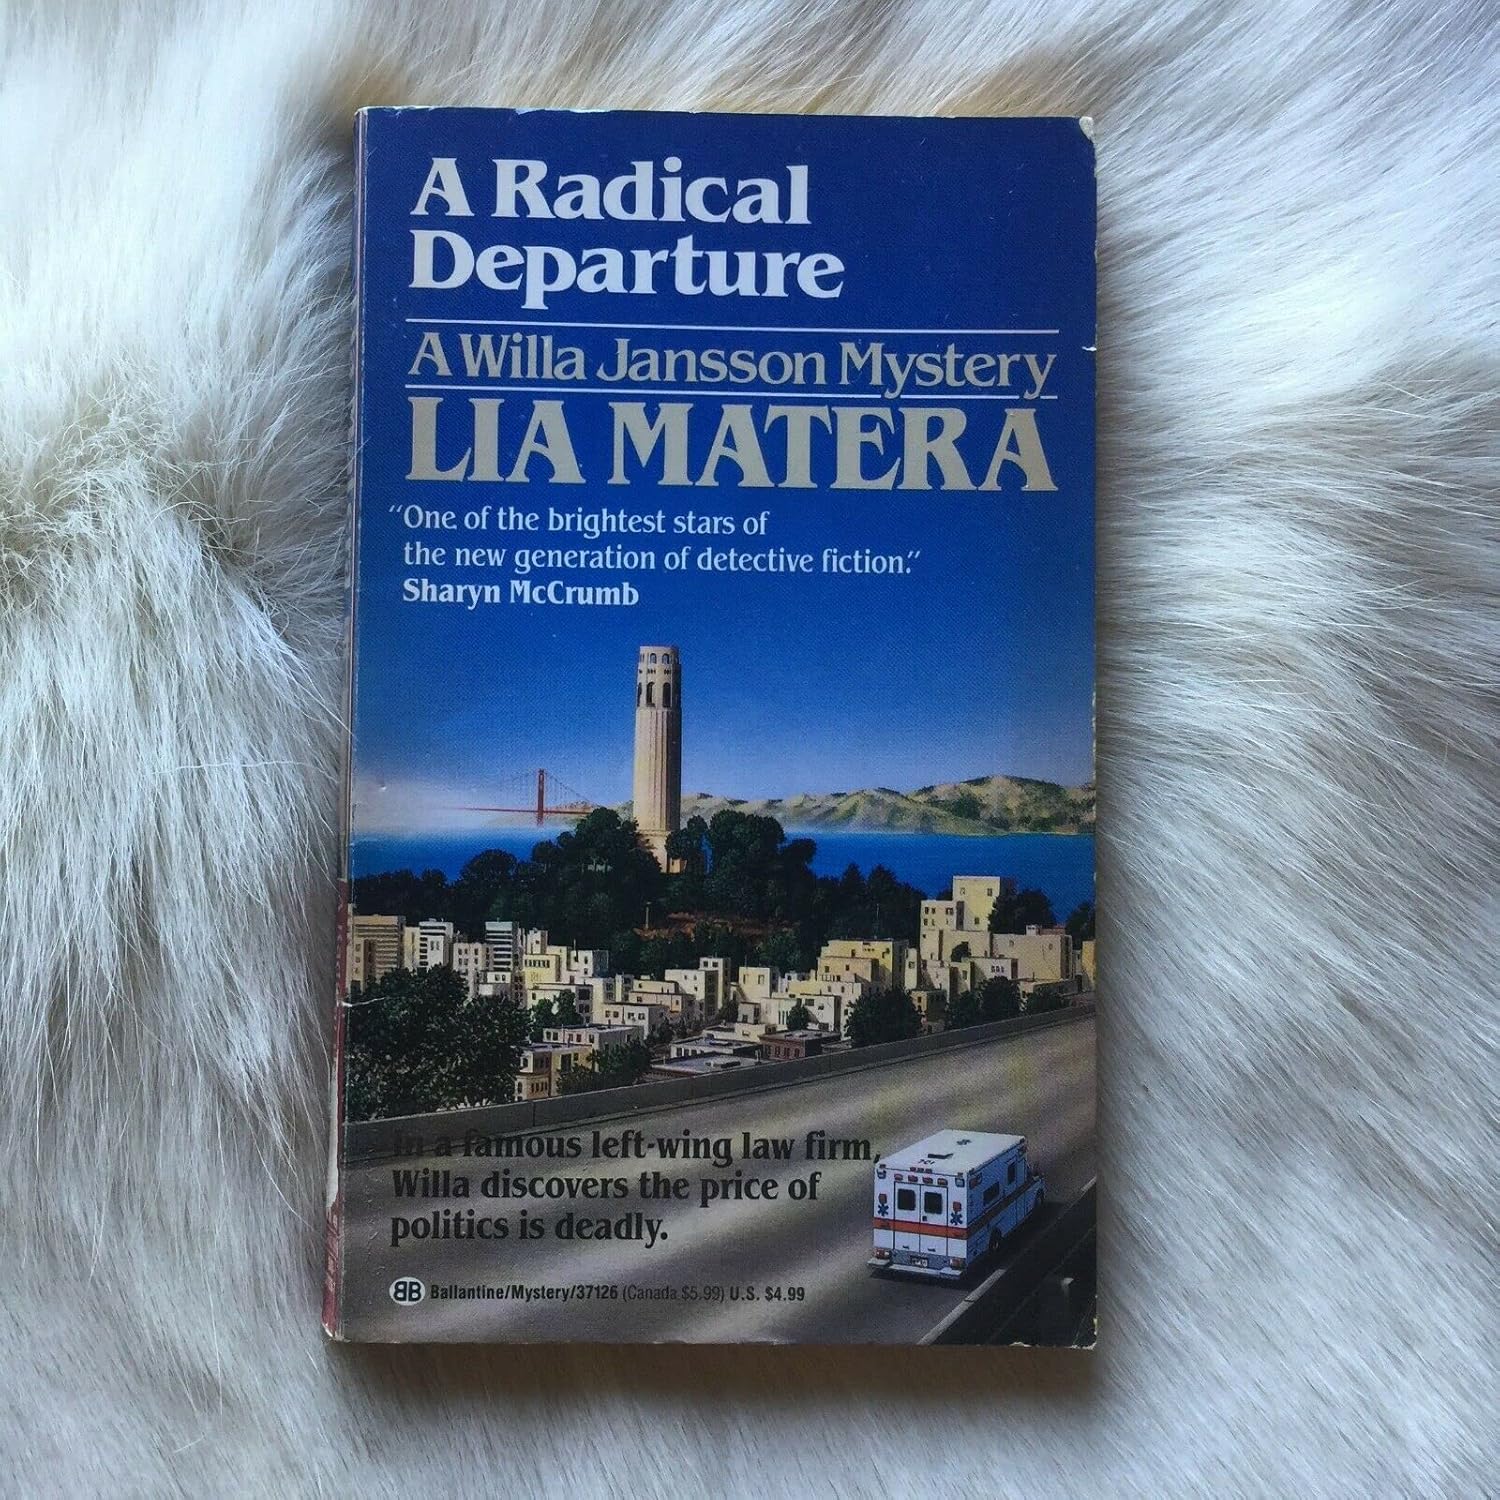 A Radical
Departure
A Willa Jansson Mystery
LIA MATERA
"One of the brightest stars of
the new generation of detective fiction."
Sharyn McCrumb
In a famous left-wing law firm,
Willa discovers the price of
politics is deadly.
BB Ballantine/Mystery/37126 (Canada $5.99) U.S. $4.99